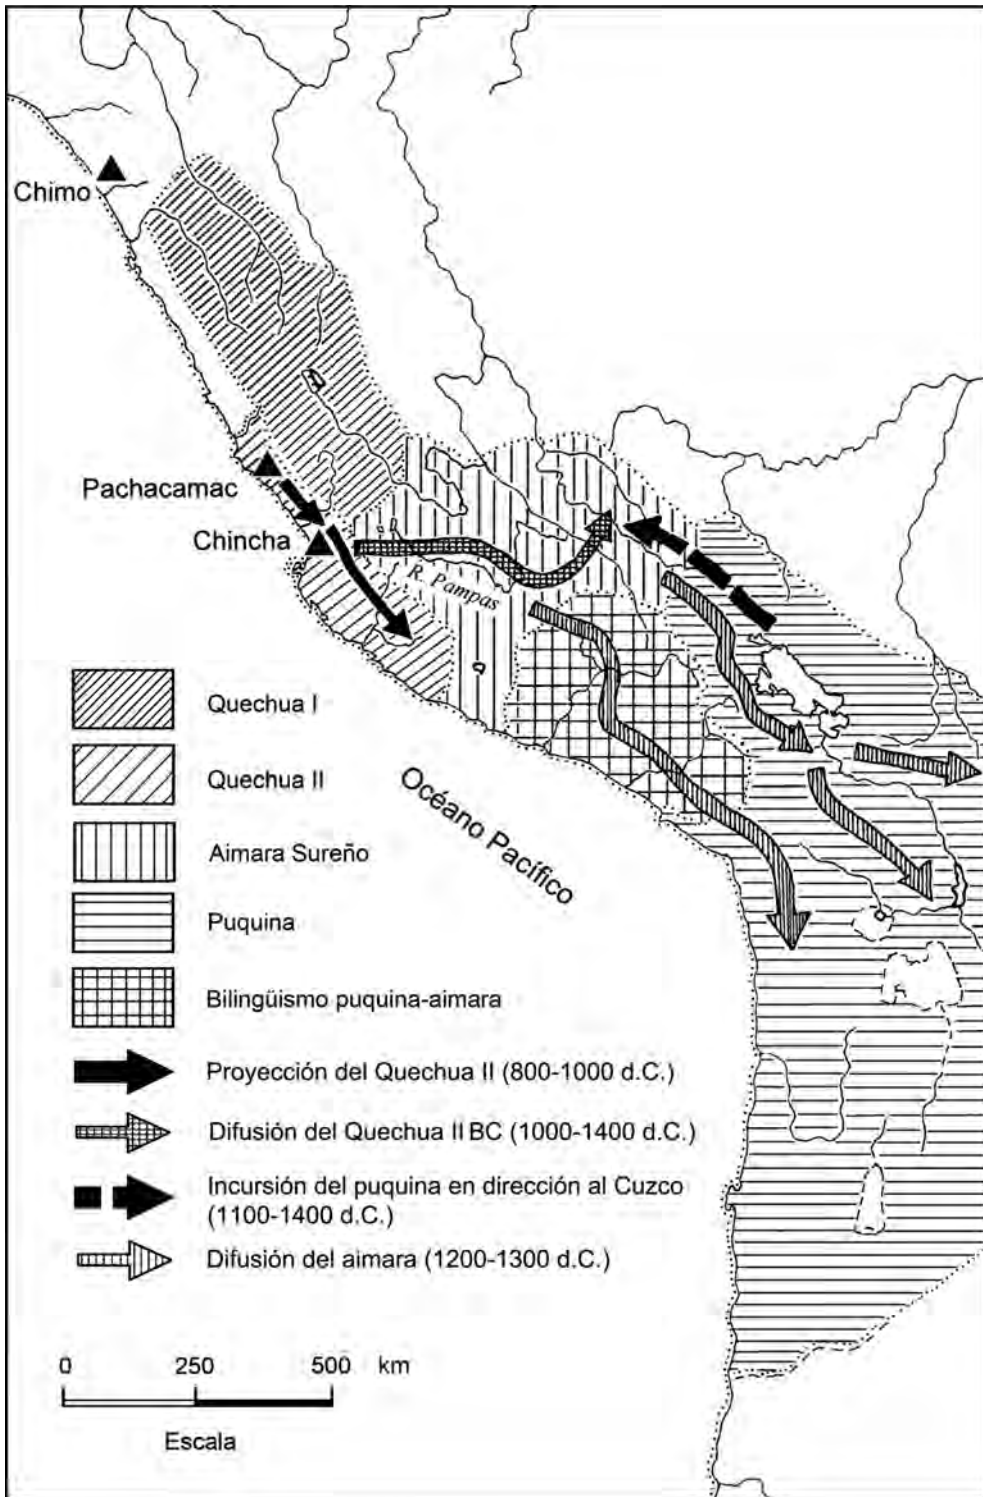 Chimo
Pachacamac
Chincha
R. Pampas
Océano Pacífico
Quechua I
Quechua II
Aimara Sureño
Puquina
Bilingüismo puquina-aimara
Proyección del Quechua II (800-1000 d.C.)
Difusión del Quechua II BC (1000-1400 d.C.)
Incursión del puquina en dirección al Cuzco
(1100-1400 d.C.)
Difusión del aimara (1200-1300 d.C.)
0 250 500 km
Escala